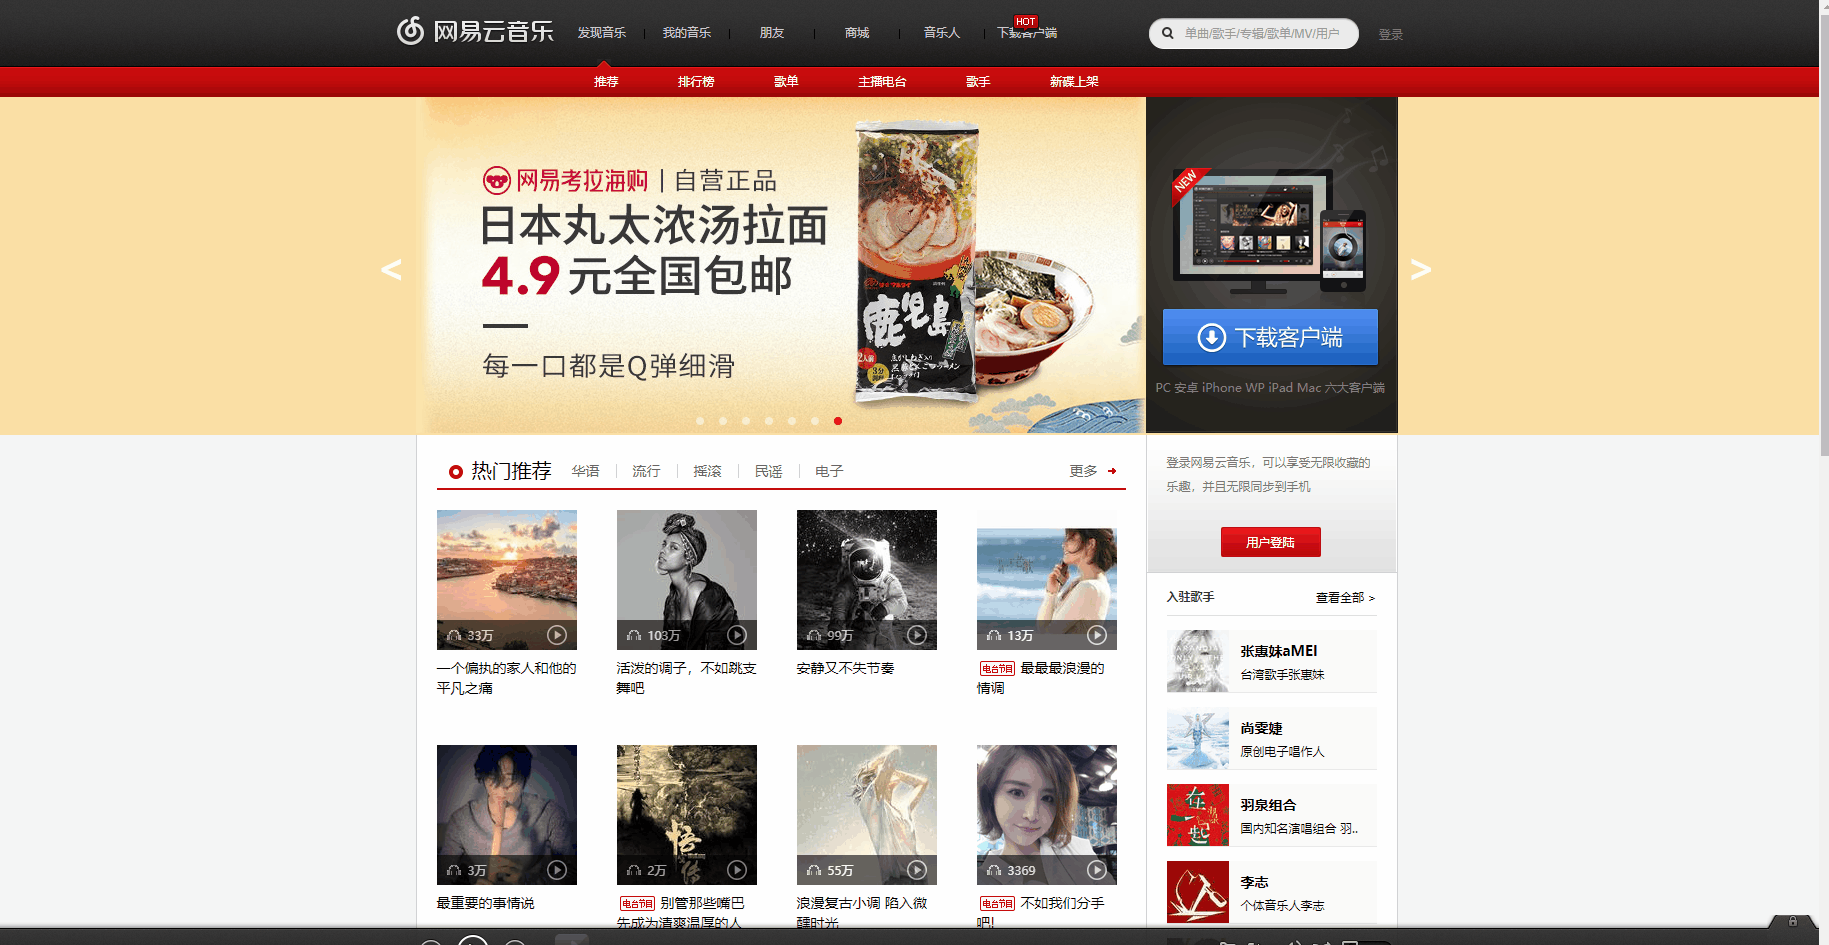 网易云音乐
发现音乐 我的音乐 朋友 商城 音乐人 下载客户端 HOT
单曲/歌手/专辑/歌单/MV/用户
登录
推荐 排行榜 歌单 主播电台 歌手 新碟上架
网易考拉海购 | 自营正品
日本丸太浓汤拉面
4.9元全国包邮
每一口都是Q弹细滑
鹿児島
NEW
下载客户端
PC 安卓 iPhone WP iPad Mac 六大客户端
< >
热门推荐 华语 流行 摇滚 民谣 电子 更多
33万
一个偏执的家人和他的
平凡之痛
103万
活泼的调子，不如跳支
舞吧
99万
安静又不失节奏
13万
电台节目 最最最浪漫的
情调
3万
最重要的事情说
2万
电台节目 别管那些嘴巴
先成为清爽温厚的人
55万
浪漫复古小调 陷入微
醺时光
3369
电台节目 不如我们分手
吧!
登录网易云音乐，可以享受无限收藏的
乐趣，并且无限同步到手机
用户登陆
入驻歌手 查看全部 >
张惠妹aMEI
台湾歌手张惠妹
尚雯婕
原创电子唱作人
羽泉组合
国内知名演唱组合 羽..
李志
个体音乐人李志